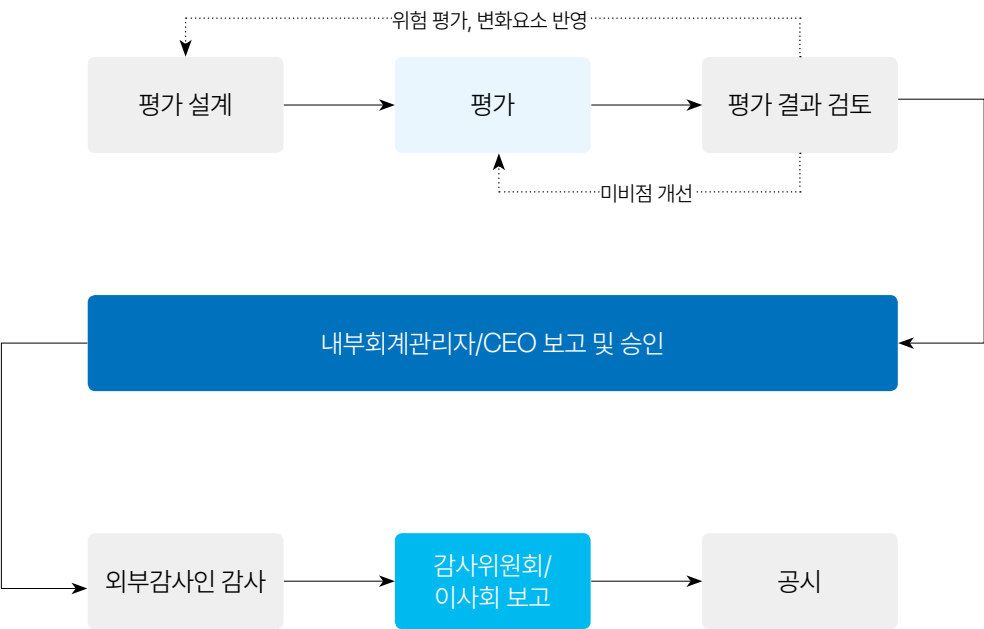 위험 평가, 변화요소 반영
평가 설계
평가
평가 결과 검토
미비점 개선
내부회계관리자/CEO 보고 및 승인
외부감사인 감사
감사위원회/
이사회 보고
공시